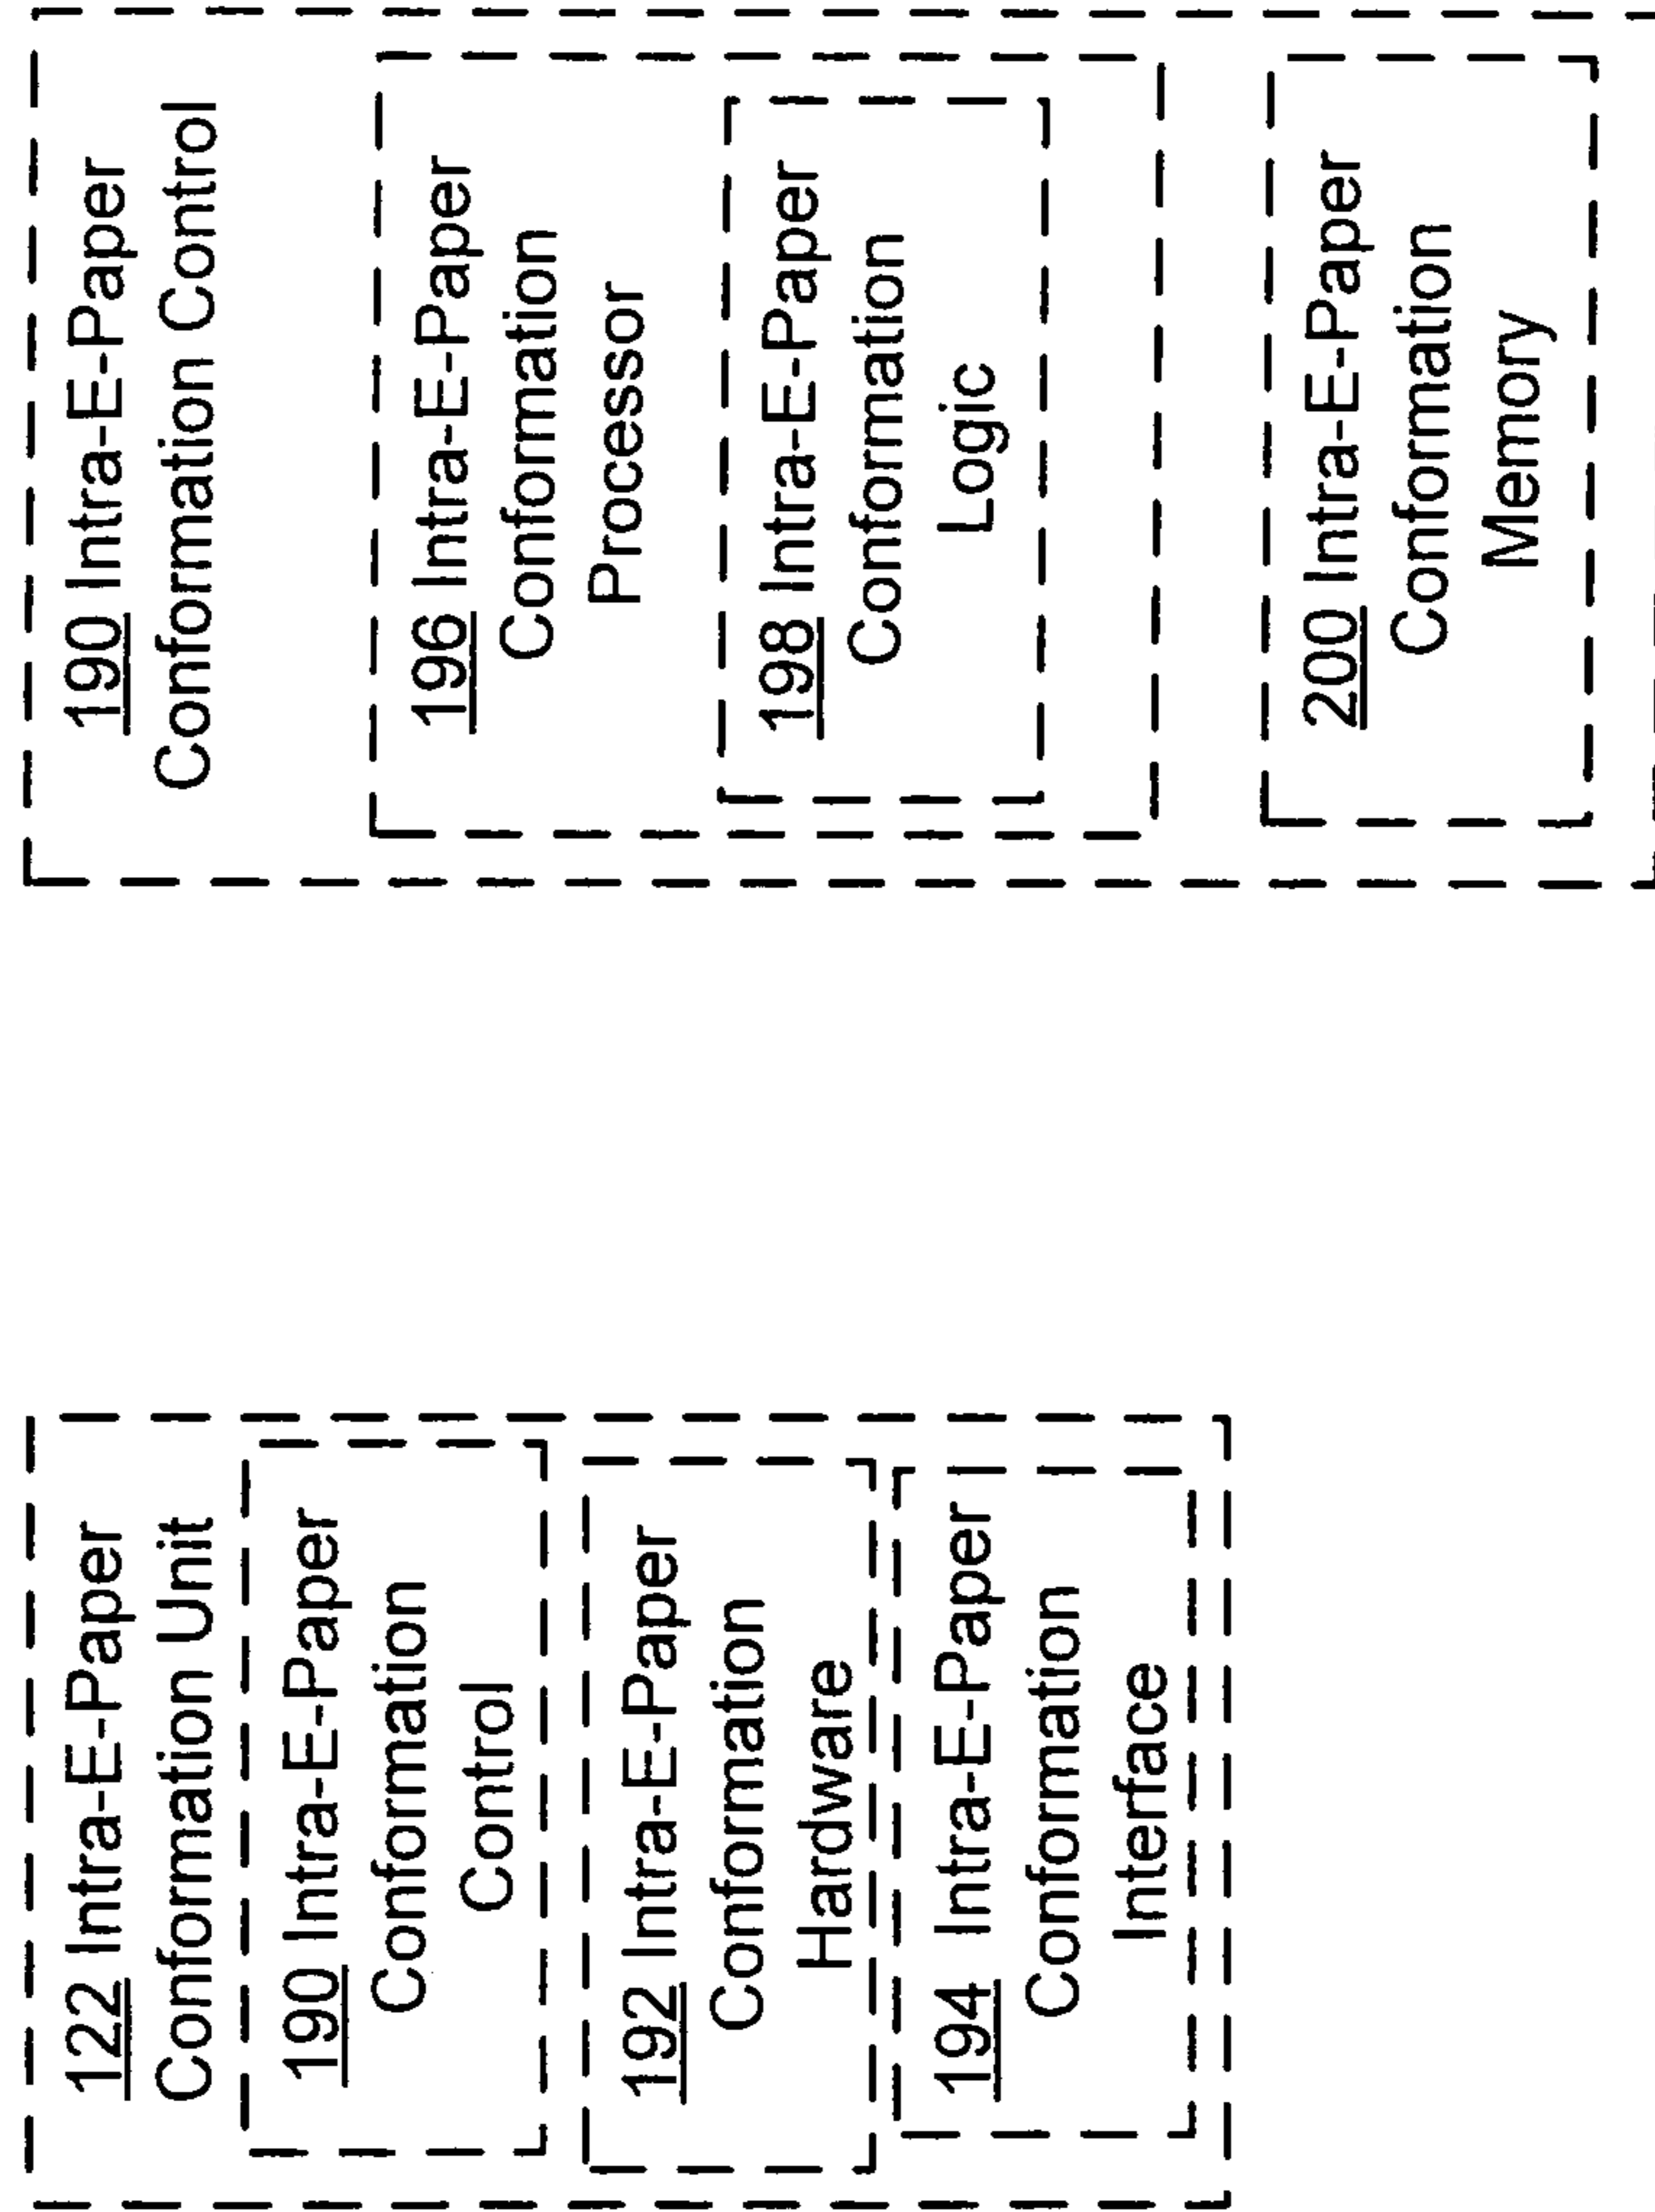 122 Intra-E-Paper
Conformation Unit
190 Intra-E-Paper
Conformation
Control
192 Intra-E-Paper
Conformation
Hardware
194 Intra-E-Paper
Conformation
Interface
190 Intra-E-Paper
Conformation Control
196 Intra-E-Paper
Conformation
Processor
198 Intra-E-Paper
Conformation
Logic
200 Intra-E-Paper
Conformation
Memory